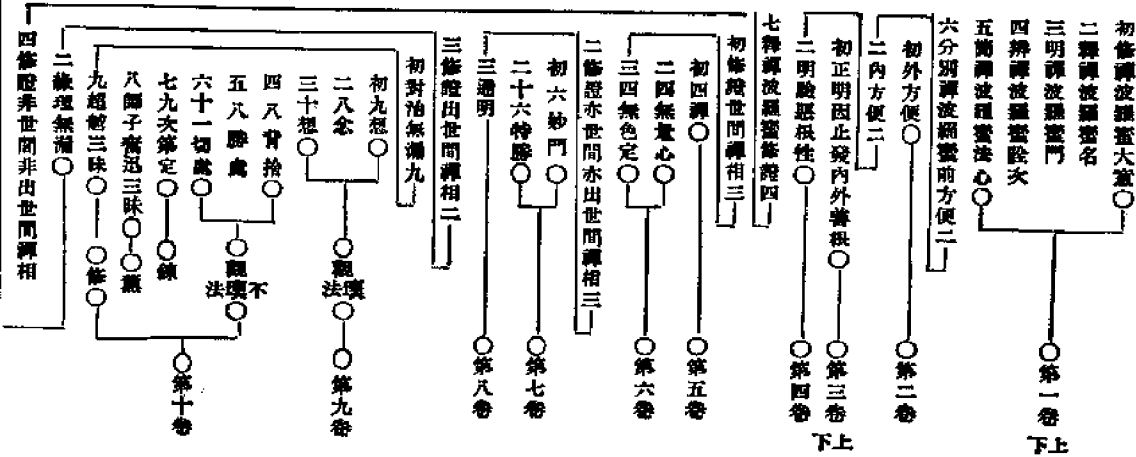 初修禪波羅蜜大意
二釋禪波羅蜜名
三明禪波羅蜜門
四辨禪波羅蜜詮次
五簡禪波羅蜜法心
第一卷
下上
六分別禪波羅蜜前方便二
初外方便
第二卷
二內方便二
初正明因止發內外善根
第三卷
下上
二明驗惡根性
第四卷
七釋禪波羅蜜修證四
初修證世間禪相三
初四禪
第五卷
二四無量心
三四無色定
第六卷
二修證亦世間亦出世間禪相三
初六妙門
二十六特勝
第七卷
三通明
第八卷
三修證出世間禪相二
初對治無漏九
初九想
二八念
三十想
觀壞法
第九卷
四八背捨
五八勝處
六十一切處
觀不壞法
七九次第定
鍊
八師子奮迅三昧
熏
九超越三昧
修
第十卷
二緣理無漏
四修證非世間非出世間禪相